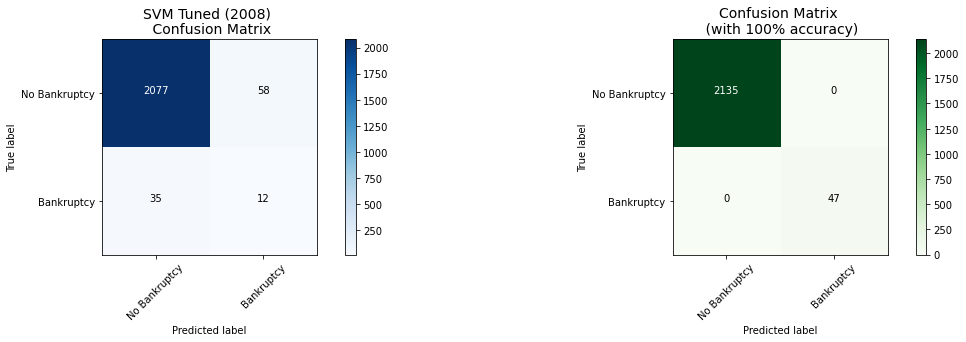 SVM Tuned (2008)
Confusion Matrix
No Bankruptcy
Bankruptcy
True label
2077
58
35
12
No Bankruptcy
Bankruptcy
Predicted label
2000
1750
1500
1250
1000
750
500
250
Confusion Matrix
(with 100% accuracy)
No Bankruptcy
Bankruptcy
True label
2135
0
0
47
No Bankruptcy
Bankruptcy
Predicted label
2000
1750
1500
1250
1000
750
500
250
0